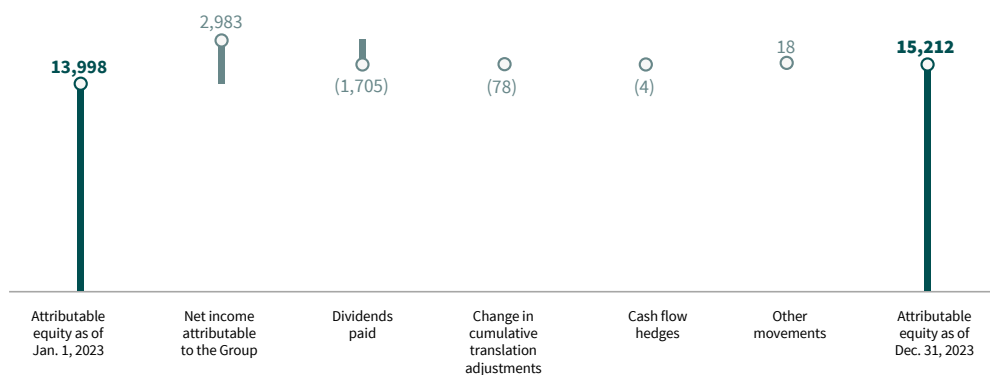 2,983
13,998
(1,705)
(78)
(4)
18
15,212
Attributable
equity as of
Jan. 1, 2023
Net income
attributable
to the Group
Dividends
paid
Change in
cumulative
translation
adjustments
Cash flow
hedges
Other
movements
Attributable
equity as of
Dec. 31, 2023